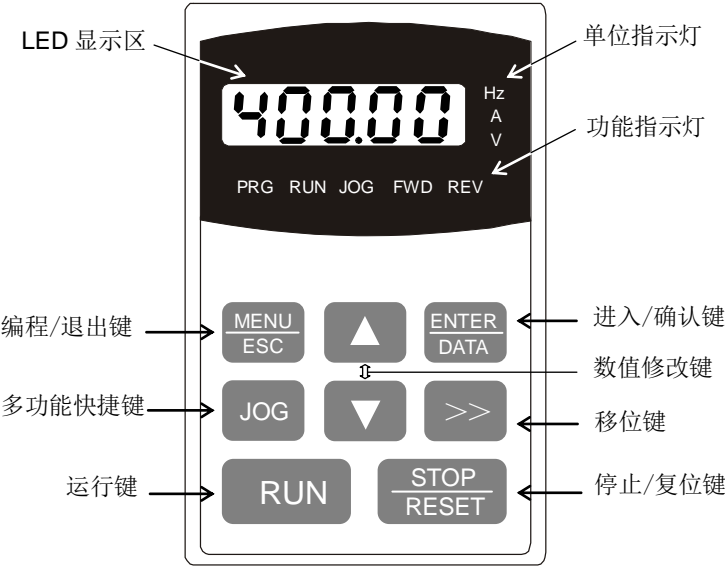 LED 显示区
单位指示灯
400.00
Hz
A
V
功能指示灯
PRG RUN JOG FWD REV
编程/退出键
MENU
ESC
ENTER
DATA
进入/确认键
数值修改键
多功能快捷键
JOG
>>
移位键
运行键
RUN
STOP
RESET
停止/复位键